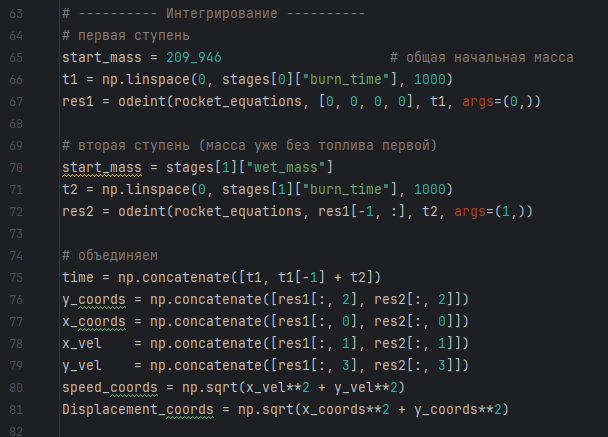 63 # ---------- Интегрирование ----------
64 # первая ступень
65 start_mass = 209_946 # общая начальная масса
66 t1 = np.linspace(0, stages[0]["burn_time"], 1000)
67 res1 = odeint(rocket_equations, [0, 0, 0, 0], t1, args=(0,))
68
69 # вторая ступень (масса уже без топлива первой)
70 start_mass = stages[1]["wet_mass"]
71 t2 = np.linspace(0, stages[1]["burn_time"], 1000)
72 res2 = odeint(rocket_equations, res1[-1, :], t2, args=(1,))
73
74 # объединяем
75 time = np.concatenate([t1, t1[-1] + t2])
76 y_coords = np.concatenate([res1[:, 2], res2[:, 2]])
77 x_coords = np.concatenate([res1[:, 0], res2[:, 0]])
78 x_vel    = np.concatenate([res1[:, 1], res2[:, 1]])
79 y_vel    = np.concatenate([res1[:, 3], res2[:, 3]])
80 speed_coords = np.sqrt(x_vel**2 + y_vel**2)
81 Displacement_coords = np.sqrt(x_coords**2 + y_coords**2)
82